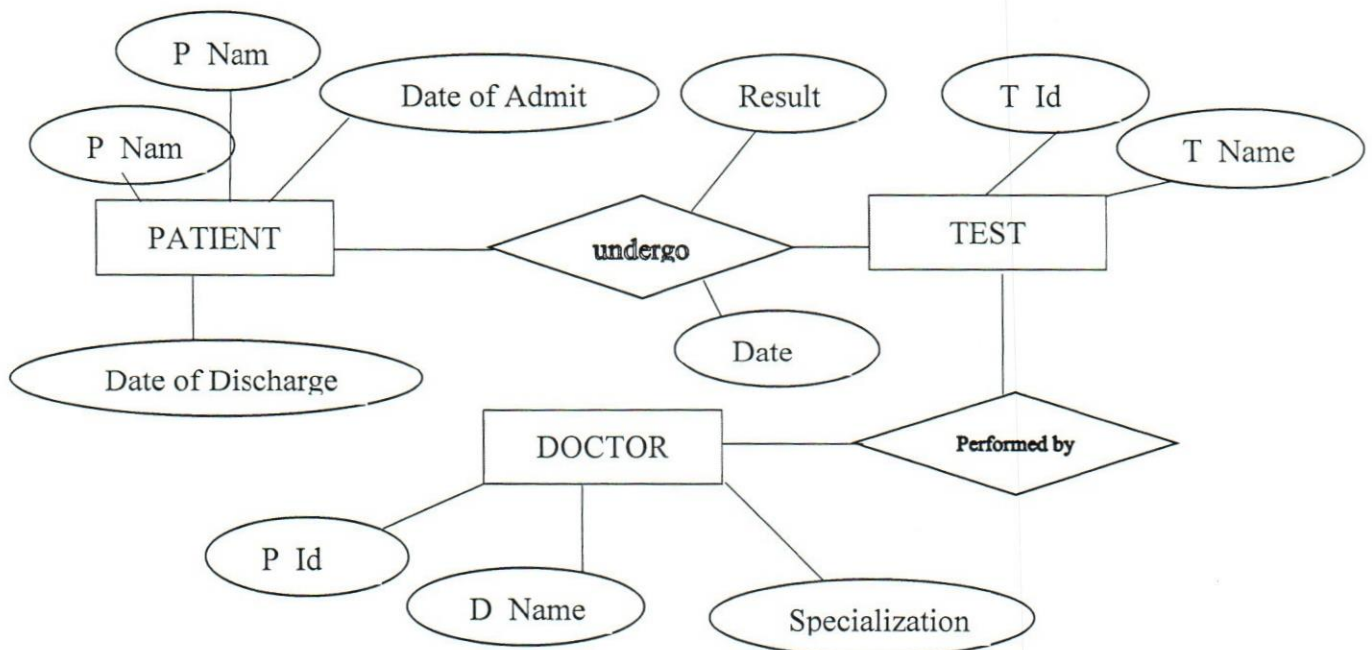 P Nam
Date of Admit
Result
T Id
P Nam
T Name
PATIENT
undergo
TEST
Date
Date of Discharge
DOCTOR
Performed by
P Id
D Name
Specialization